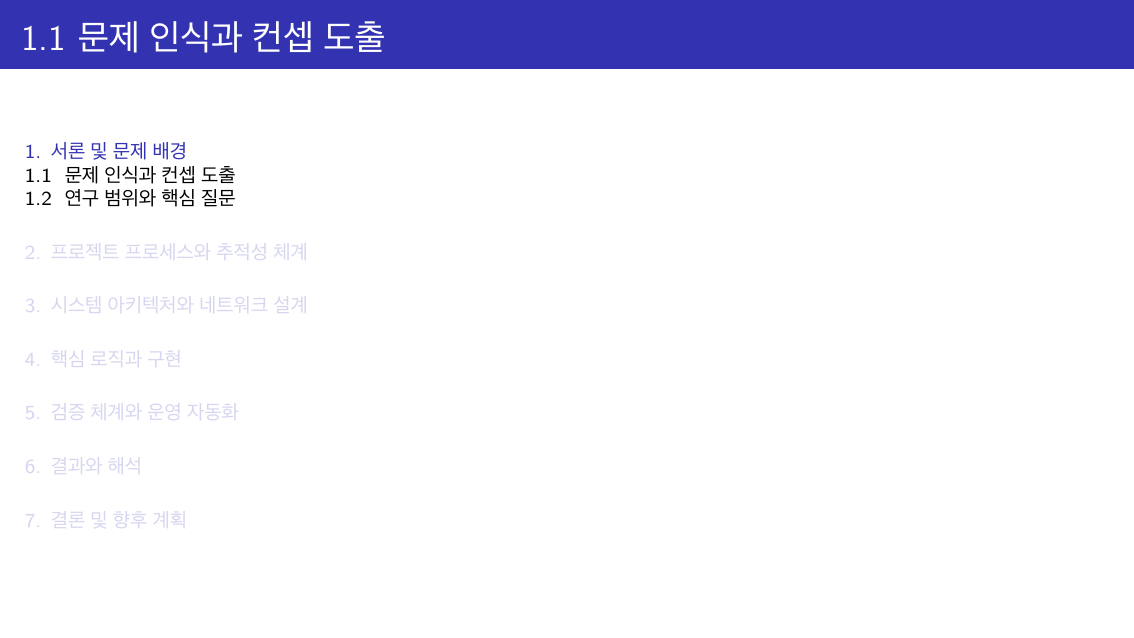 1.1 문제 인식과 컨셉 도출
1. 서론 및 문제 배경
1.1 문제 인식과 컨셉 도출
1.2 연구 범위와 핵심 질문
2. 프로젝트 프로세스와 추적성 체계
3. 시스템 아키텍처와 네트워크 설계
4. 핵심 로직과 구현
5. 검증 체계와 운영 자동화
6. 결과와 해석
7. 결론 및 향후 계획